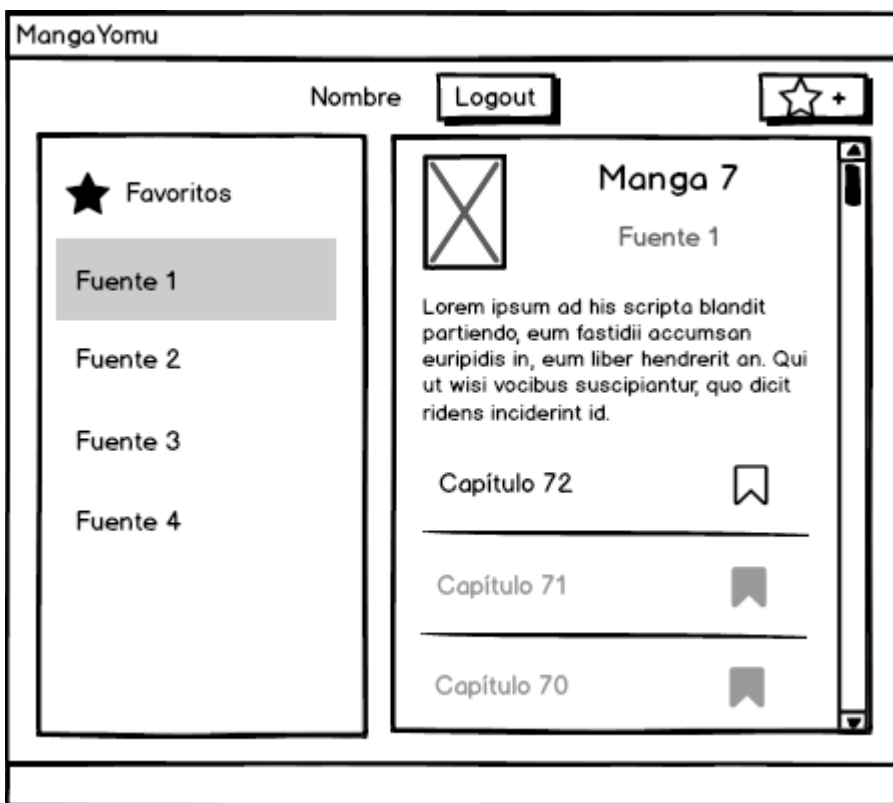 MangaYomu
Nombre
Logout
+
Favoritos
Fuente 1
Fuente 2
Fuente 3
Fuente 4
Manga 7
Fuente 1
Lorem ipsum ad his scripta blandit
partiendo, eum fastidii accumsan
euripidis in, eum liber hendrerit an. Qui
ut wisi vocibus suscipiantur, quo dicit
ridens inciderint id.
Capítulo 72
Capítulo 71
Capítulo 70